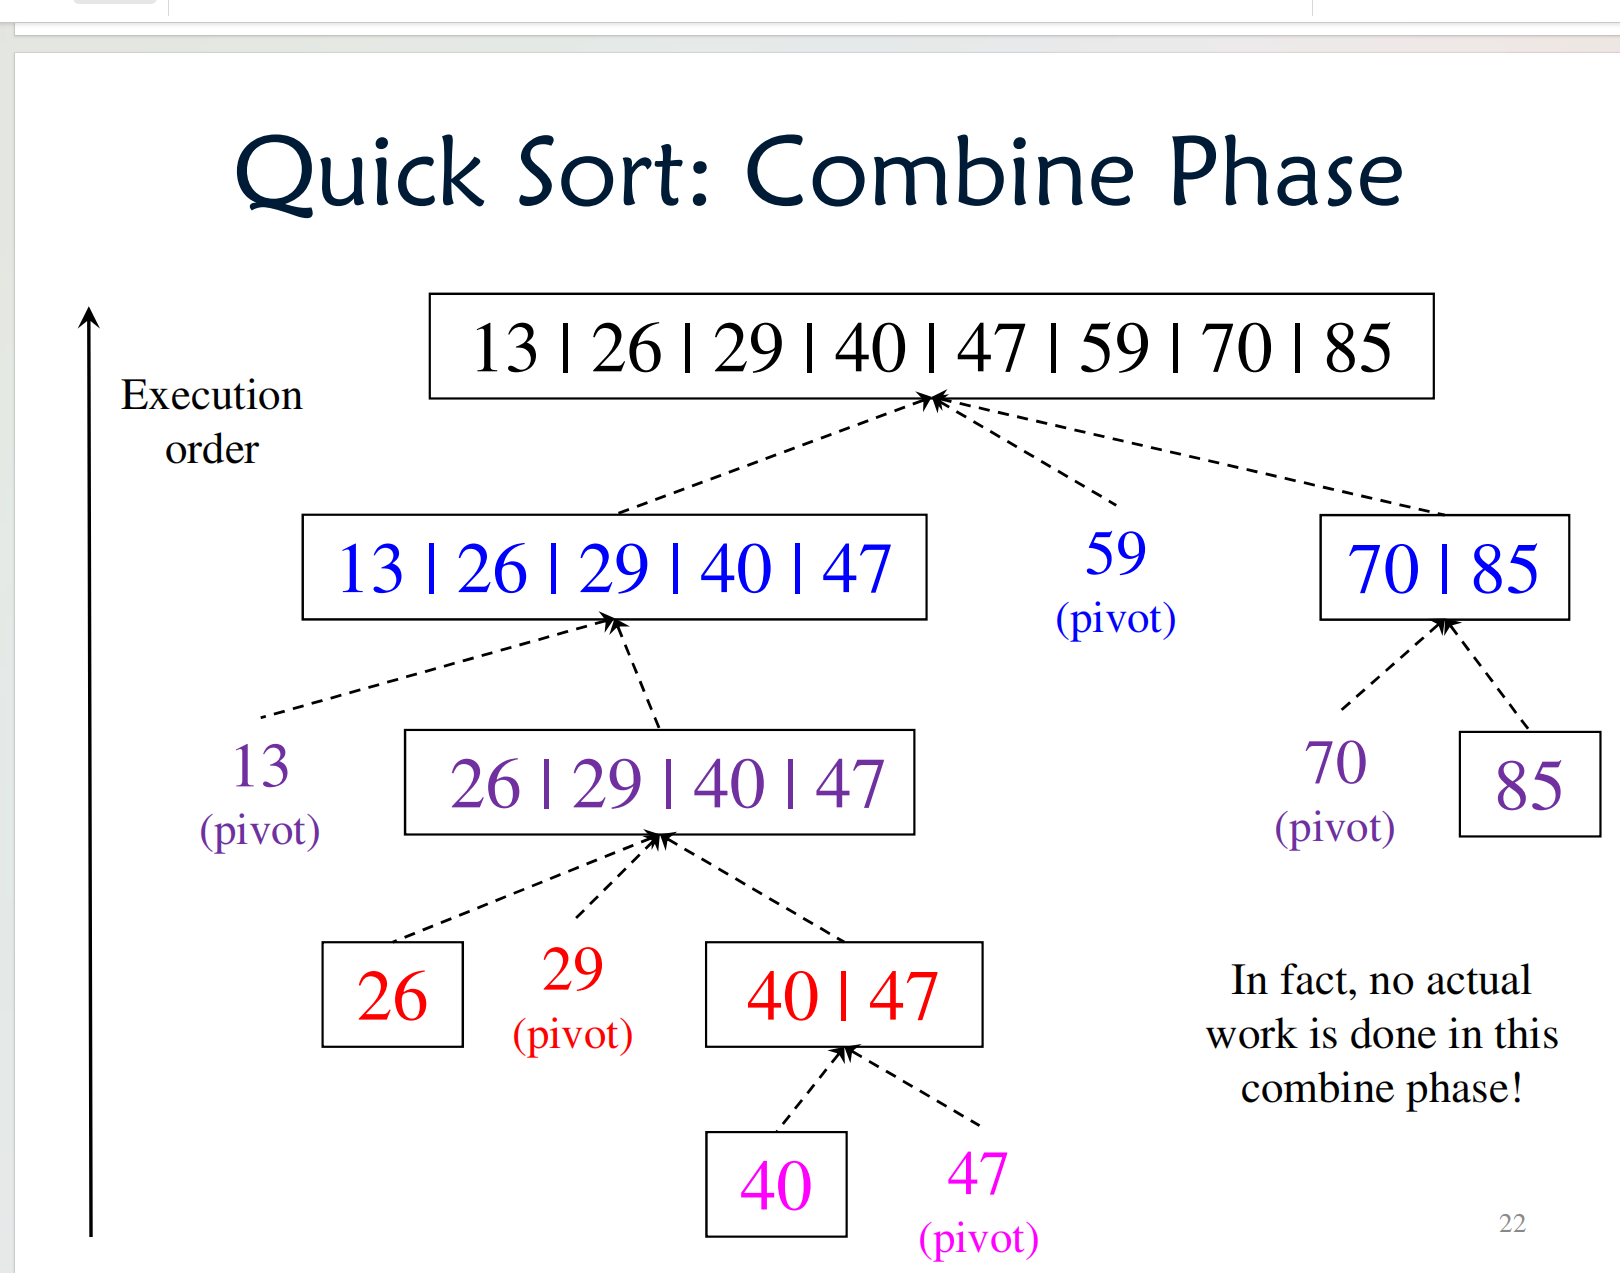 Quick Sort: Combine Phase
13 | 26 | 29 | 40 | 47 | 59 | 70 | 85
Execution
order
13 | 26 | 29 | 40 | 47
59
(pivot)
70 | 85
13
(pivot)
26 | 29 | 40 | 47
70
(pivot)
85
26
29
(pivot)
40 | 47
In fact, no actual
work is done in this
combine phase!
40
47
(pivot)
22